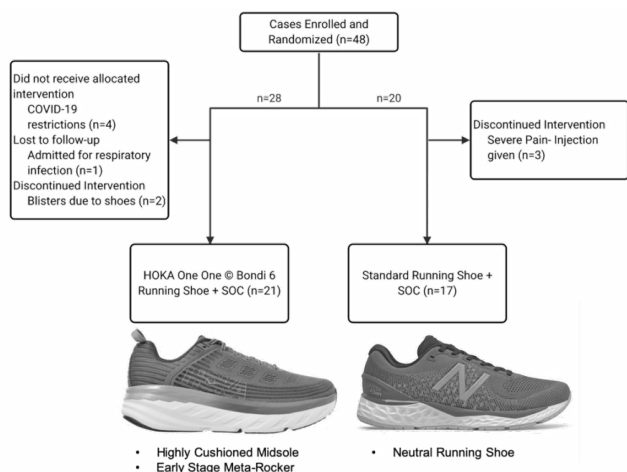 Cases Enrolled and
Randomized (n=48)
n=28
n=20
Did not receive allocated
intervention
COVID-19
restrictions (n=4)
Lost to follow-up
Admitted for respiratory
infection (n=1)
Discontinued Intervention
Blisters due to shoes (n=2)
Discontinued Intervention
Severe Pain- Injection
given (n=3)
HOKA One One © Bondi 6
Running Shoe + SOC (n=21)
Standard Running Shoe +
SOC (n=17)
N
• Highly Cushioned Midsole
• Early Stage Meta-Rocker
• Neutral Running Shoe